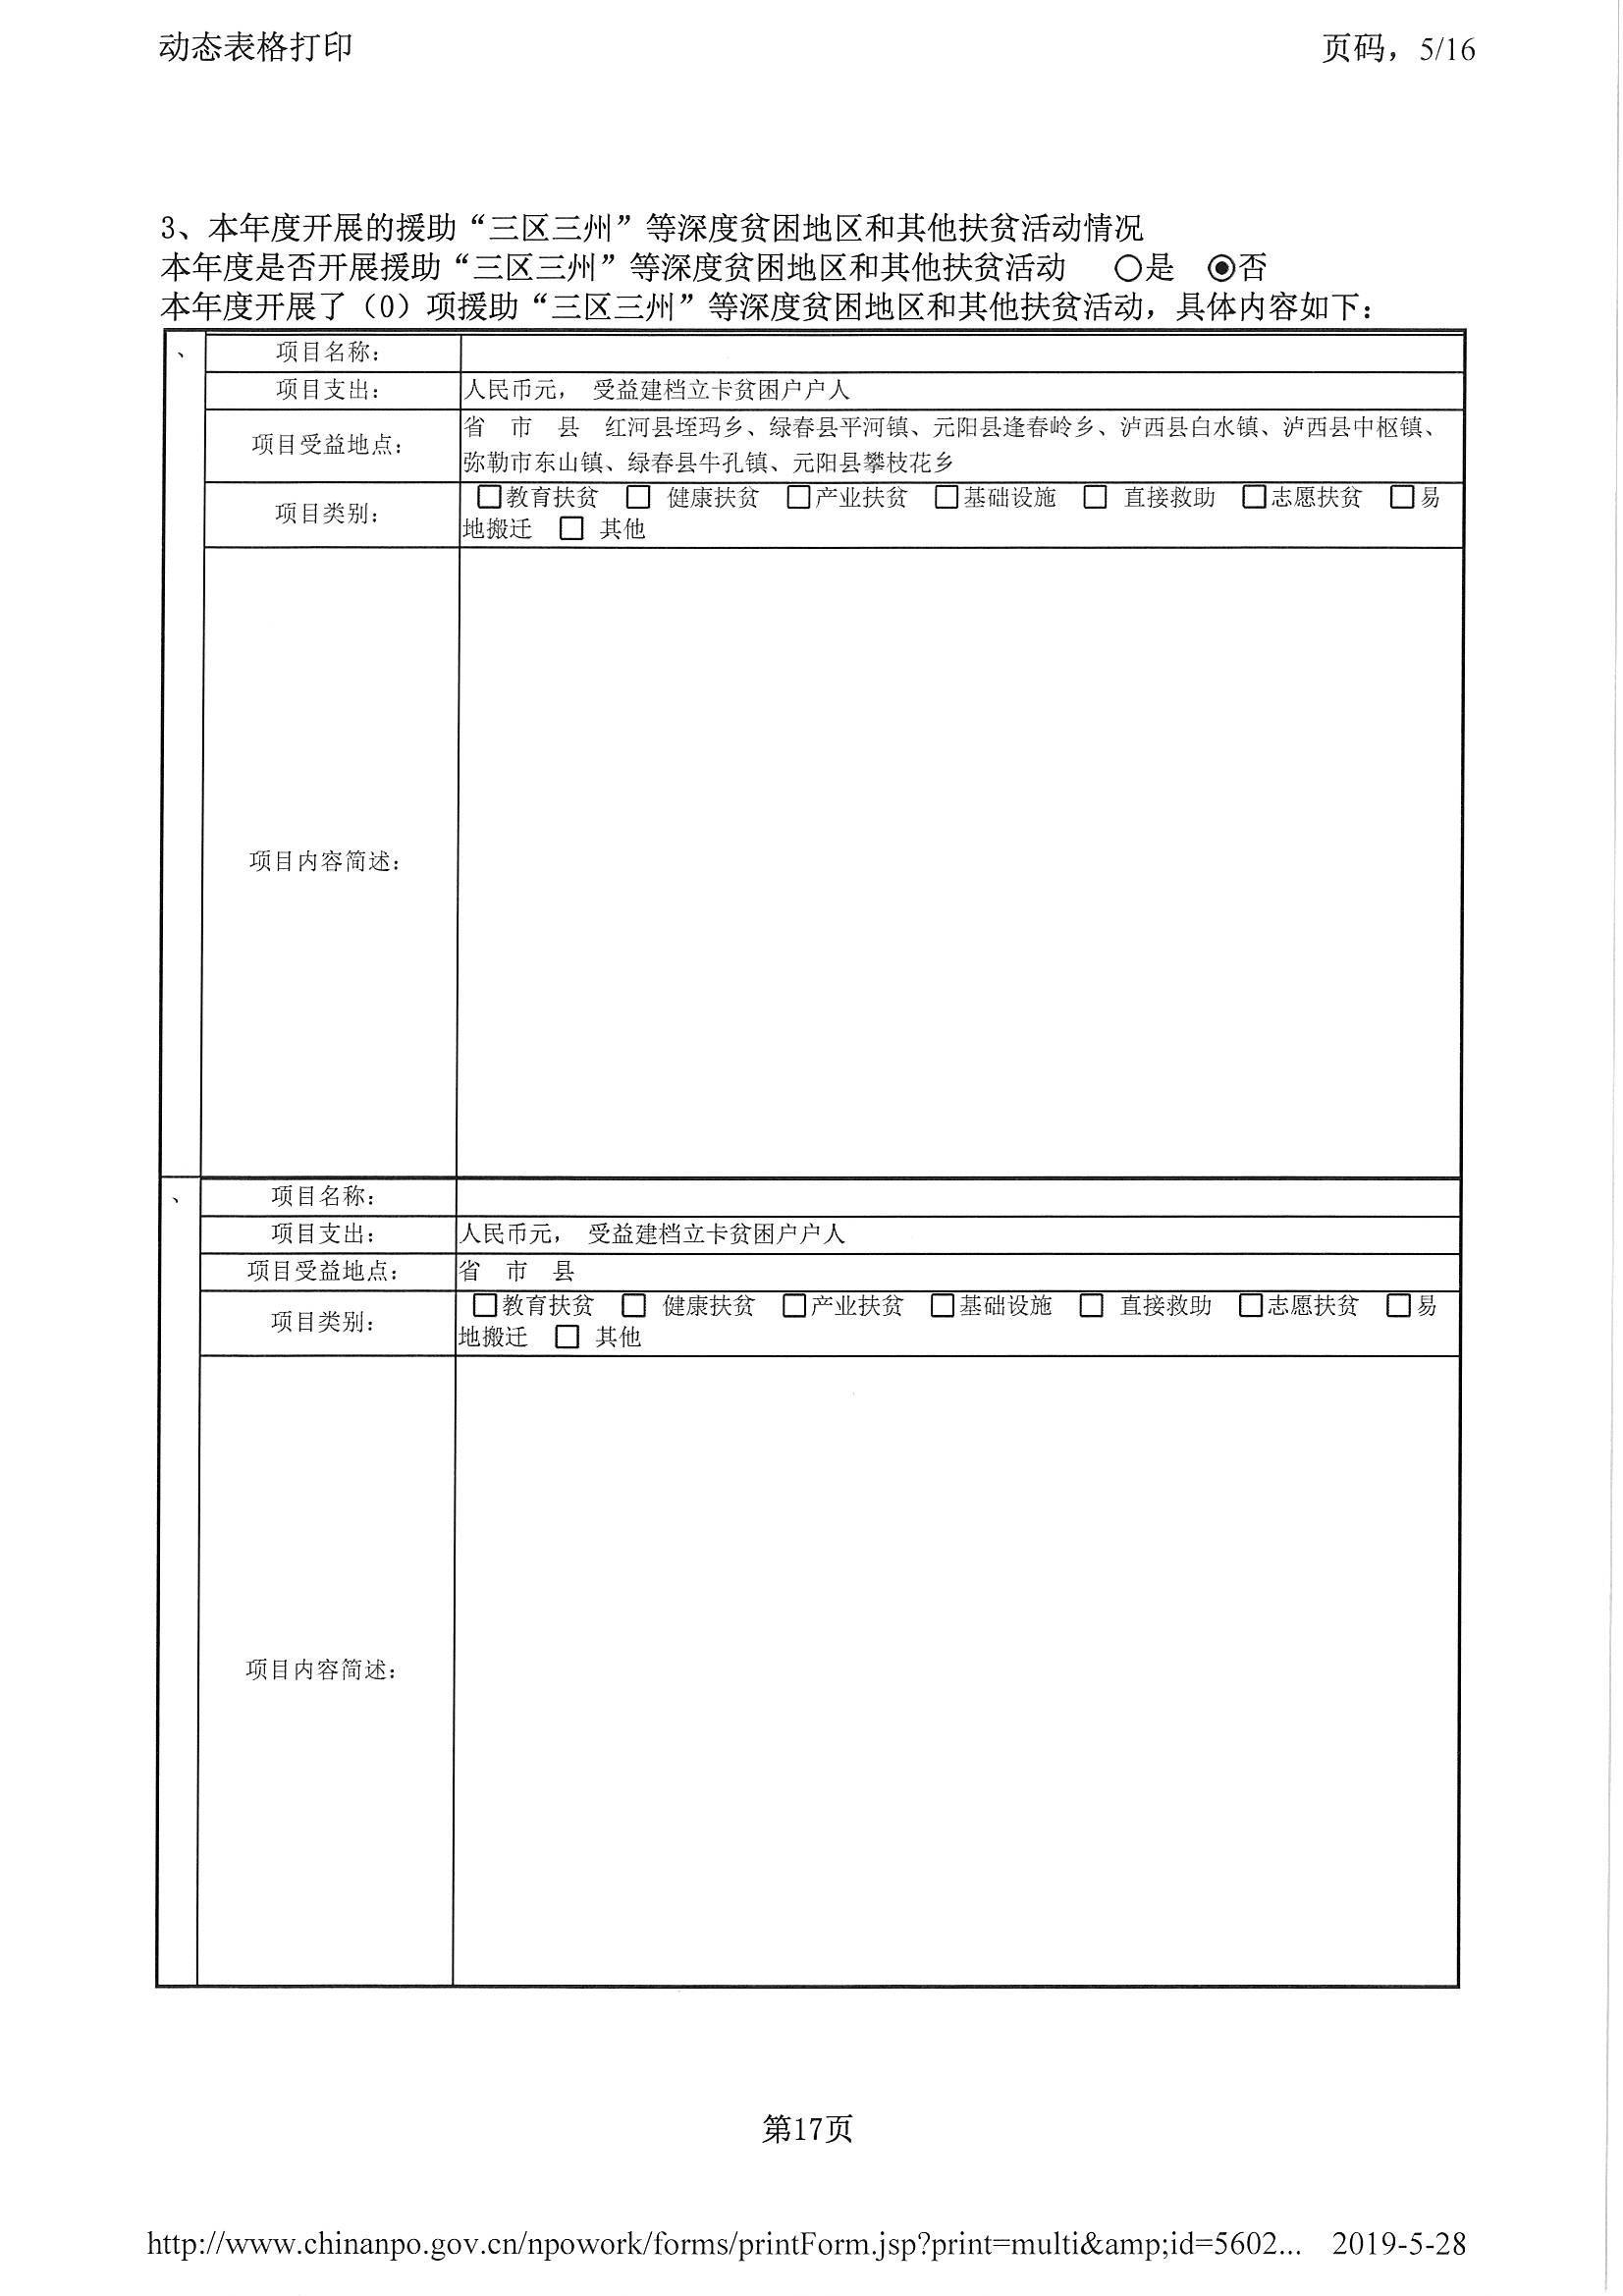 动态表格打印 页码，5/16
3、本年度开展的援助“三区三州”等深度贫困地区和其他扶贫活动情况
本年度是否开展援助“三区三州”等深度贫困地区和其他扶贫活动 ○是 ◉否
本年度开展了（0）项援助“三区三州”等深度贫困地区和其他扶贫活动，具体内容如下：
、 项目名称：
项目支出： 人民币元， 受益建档立卡贫困户户人
项目受益地点： 省 市 县 红河县垤玛乡、绿春县平河镇、元阳县逢春岭乡、泸西县白水镇、泸西县中枢镇、
弥勒市东山镇、绿春县牛孔镇、元阳县攀枝花乡
项目类别： □教育扶贫 □ 健康扶贫 □产业扶贫 □基础设施 □ 直接救助 □志愿扶贫 □易
地搬迁 □ 其他
项目内容简述：
、 项目名称：
项目支出： 人民币元， 受益建档立卡贫困户户人
项目受益地点： 省 市 县
项目类别： □教育扶贫 □ 健康扶贫 □产业扶贫 □基础设施 □ 直接救助 □志愿扶贫 □易
地搬迁 □ 其他
项目内容简述：
第17页
http://www.chinanpo.gov.cn/npowork/forms/printForm.jsp?print=multi&amp;id=5602... 2019-5-28